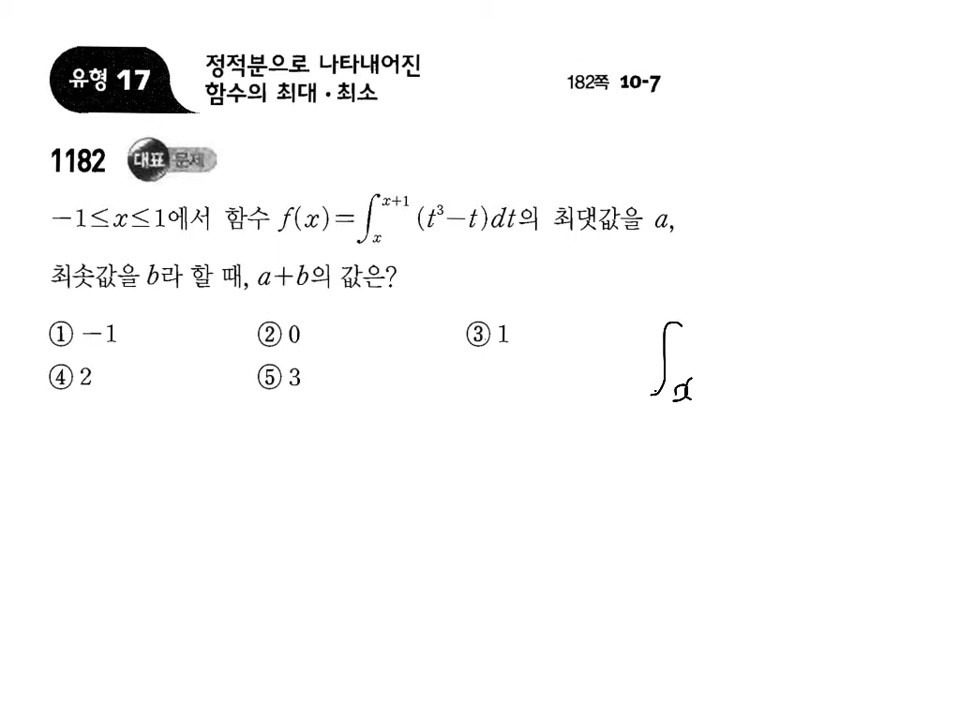 유형 17
정적분으로 나타내어진
함수의 최대 · 최소
182쪽 10-7
1182 대표 문제
−1≤x≤1에서 함수 f(x)=∫ₓˣ⁺¹(t³−t)dt의 최댓값을 a,
최솟값을 b라 할 때, a+b의 값은?
① −1 ② 0 ③ 1
④ 2 ⑤ 3
∫ₓ